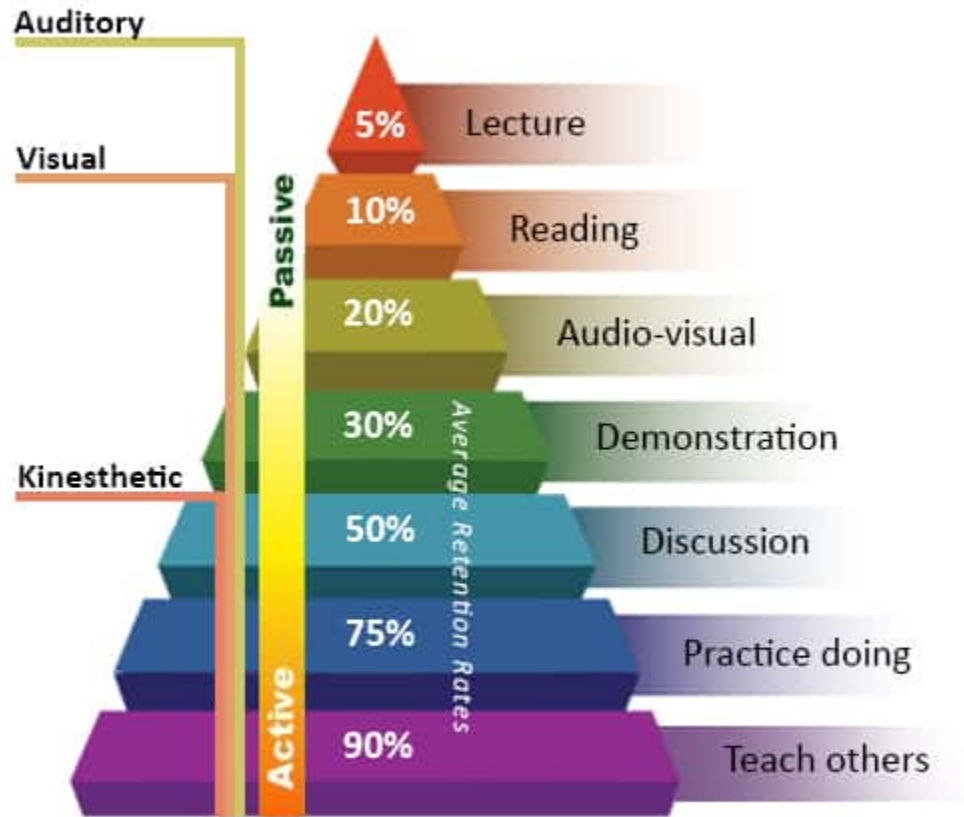 Auditory
5%
Lecture
Visual
10%
Reading
Passive
20%
Audio-visual
30%
Demonstration
Average Retention Rates
Kinesthetic
50%
Discussion
75%
Practice doing
Active
90%
Teach others